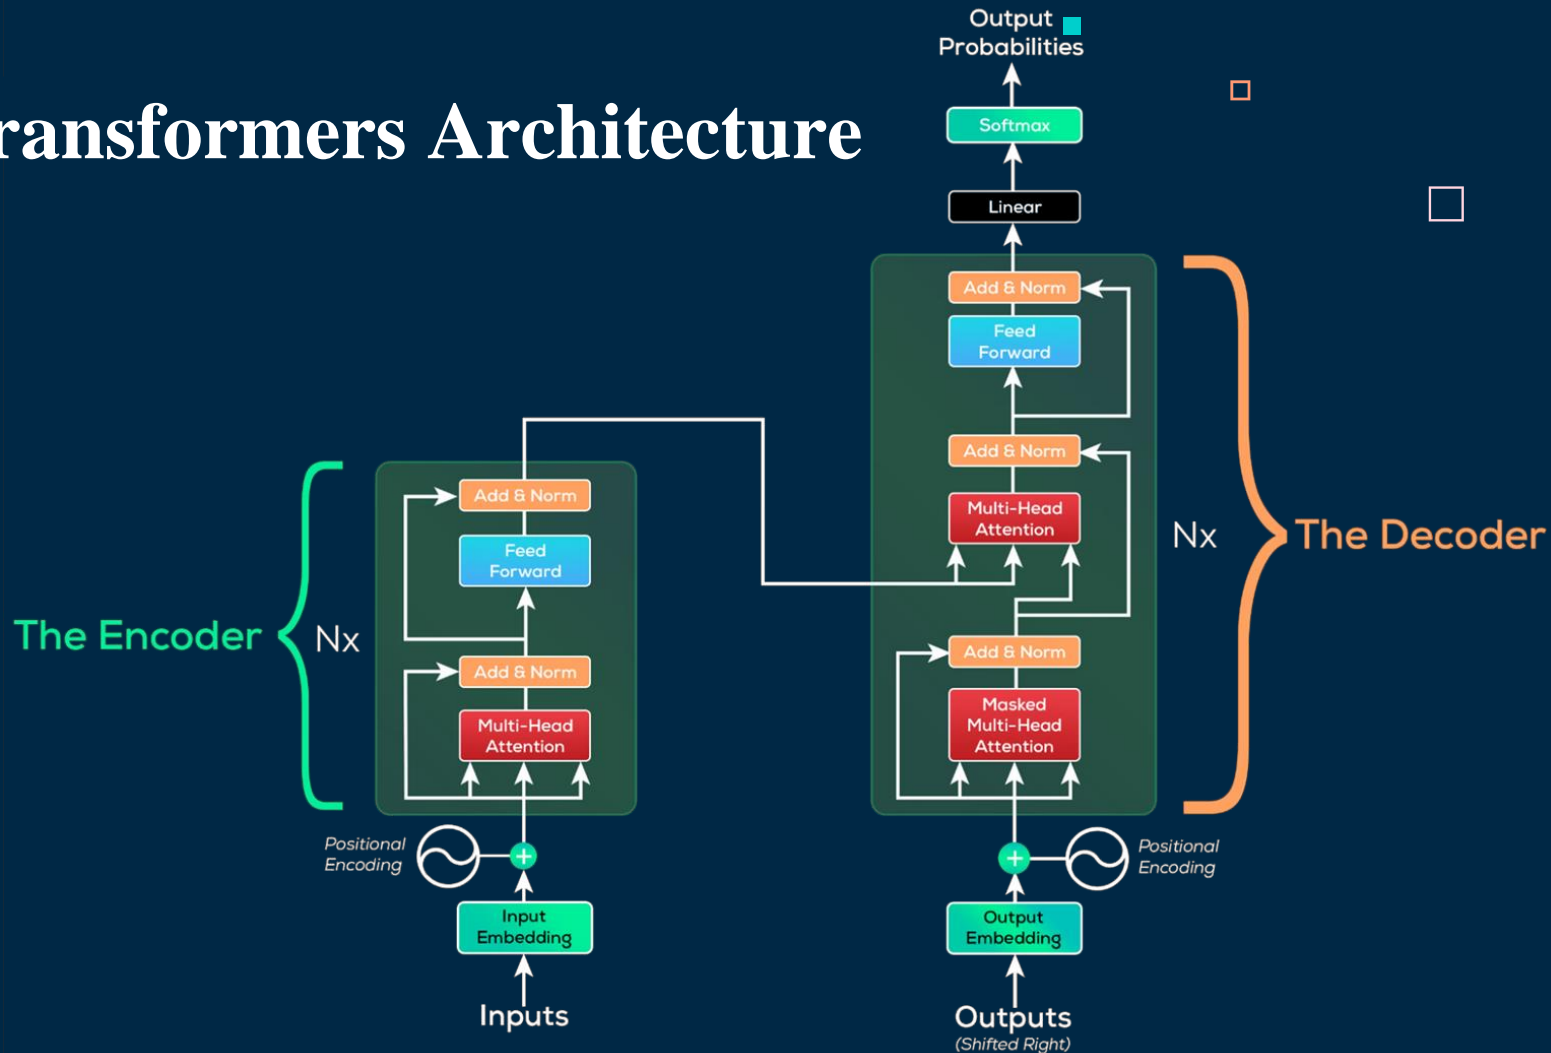 Output
Probabilities
ransformers Architecture
Softmax
Linear
Add & Norm
Feed
Forward
Add & Norm
Multi-Head
Attention
Nx
The Decoder
Add & Norm
Masked
Multi-Head
Attention
Positional
Encoding
Output
Embedding
Outputs
(Shifted Right)
The Encoder
Nx
Add & Norm
Feed
Forward
Add & Norm
Multi-Head
Attention
Positional
Encoding
Input
Embedding
Inputs